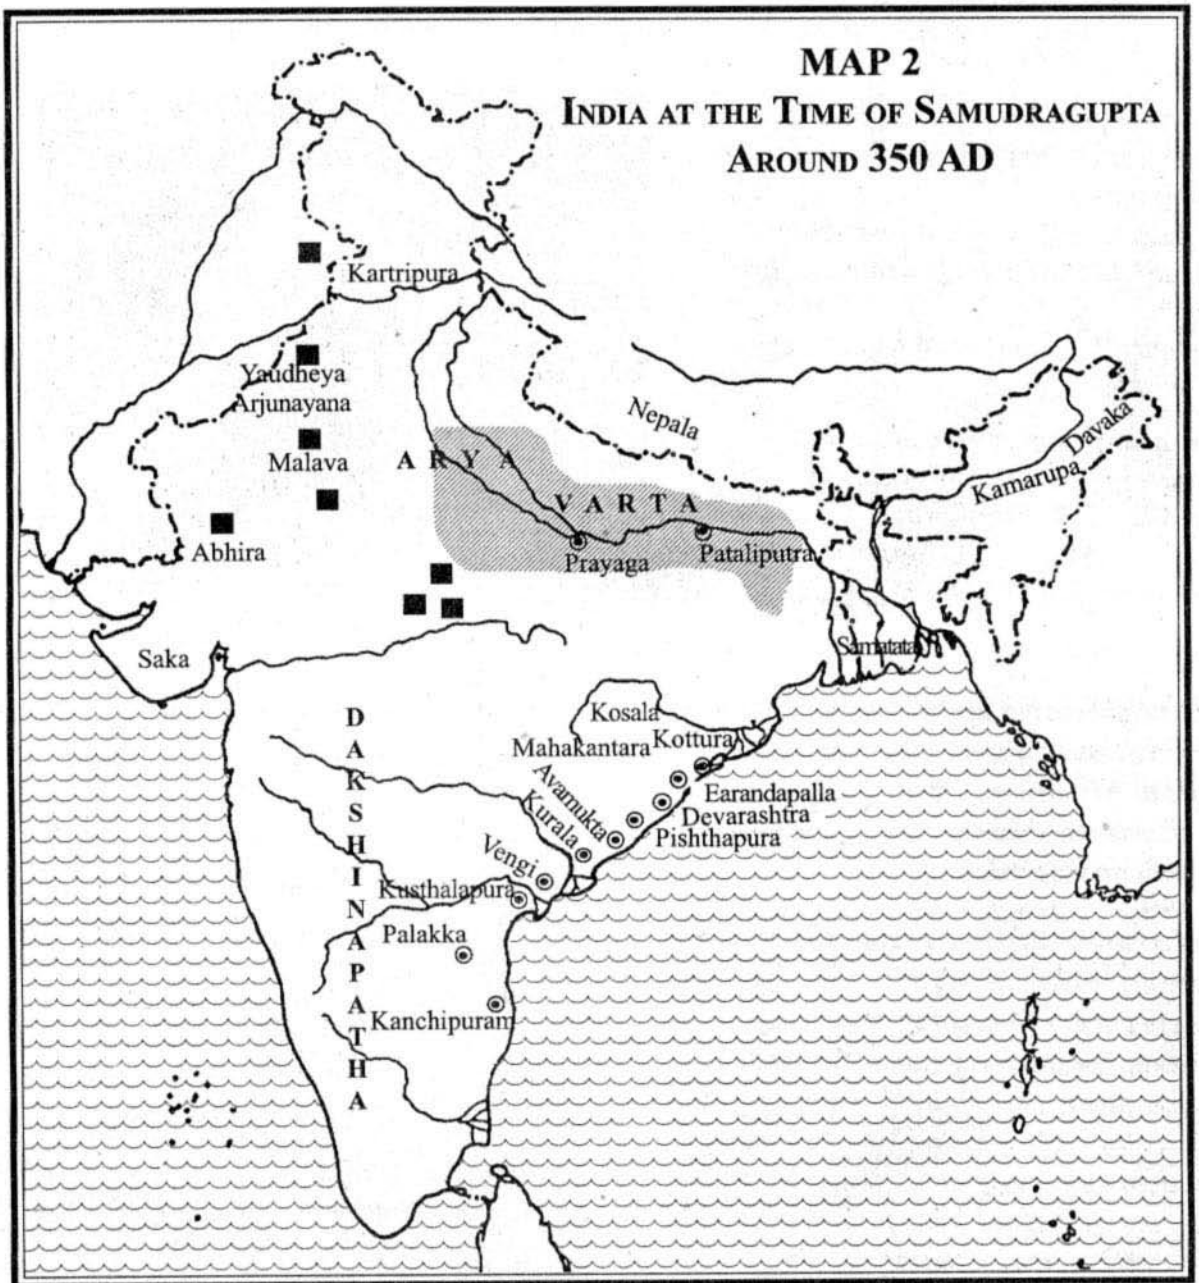 MAP 2
INDIA AT THE TIME OF SAMUDRAGUPTA
AROUND 350 AD
Kartripura
Yaudheya
Arjunayana
Malava
Abhira
Nepala
Davaka
Kamarupa
ARYA
VARTA
Prayaga
Pataliputra
Samatata
Saka
DAKSHINAPATHA
Kosala
Mahakantara
Kottura
Earandapalla
Devarashtra
Pishthapura
Avamukta
Kurala
Vengi
Kusthalapura
Palakka
Kanchipuram